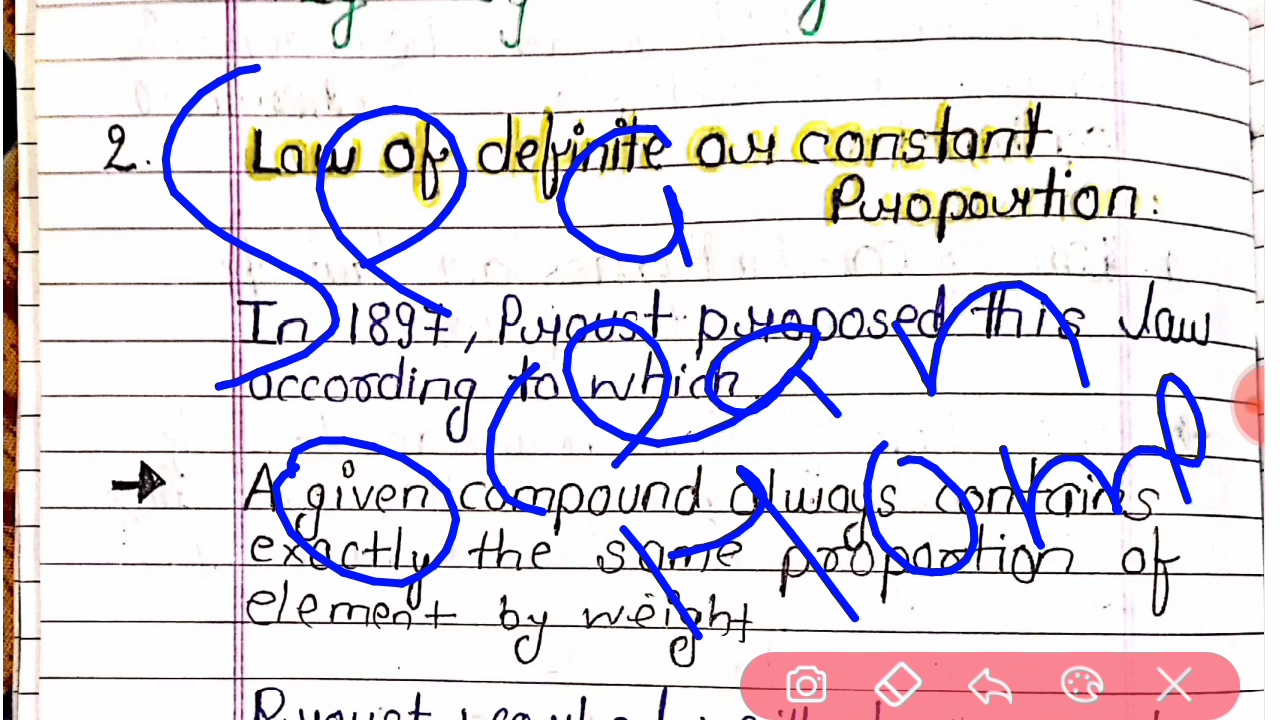 2. Law of definite or constant
Proportion:
In 1897, Proust proposed this law
according to which.
→ A given compound always contains
exactly the same proportion of
element by weight